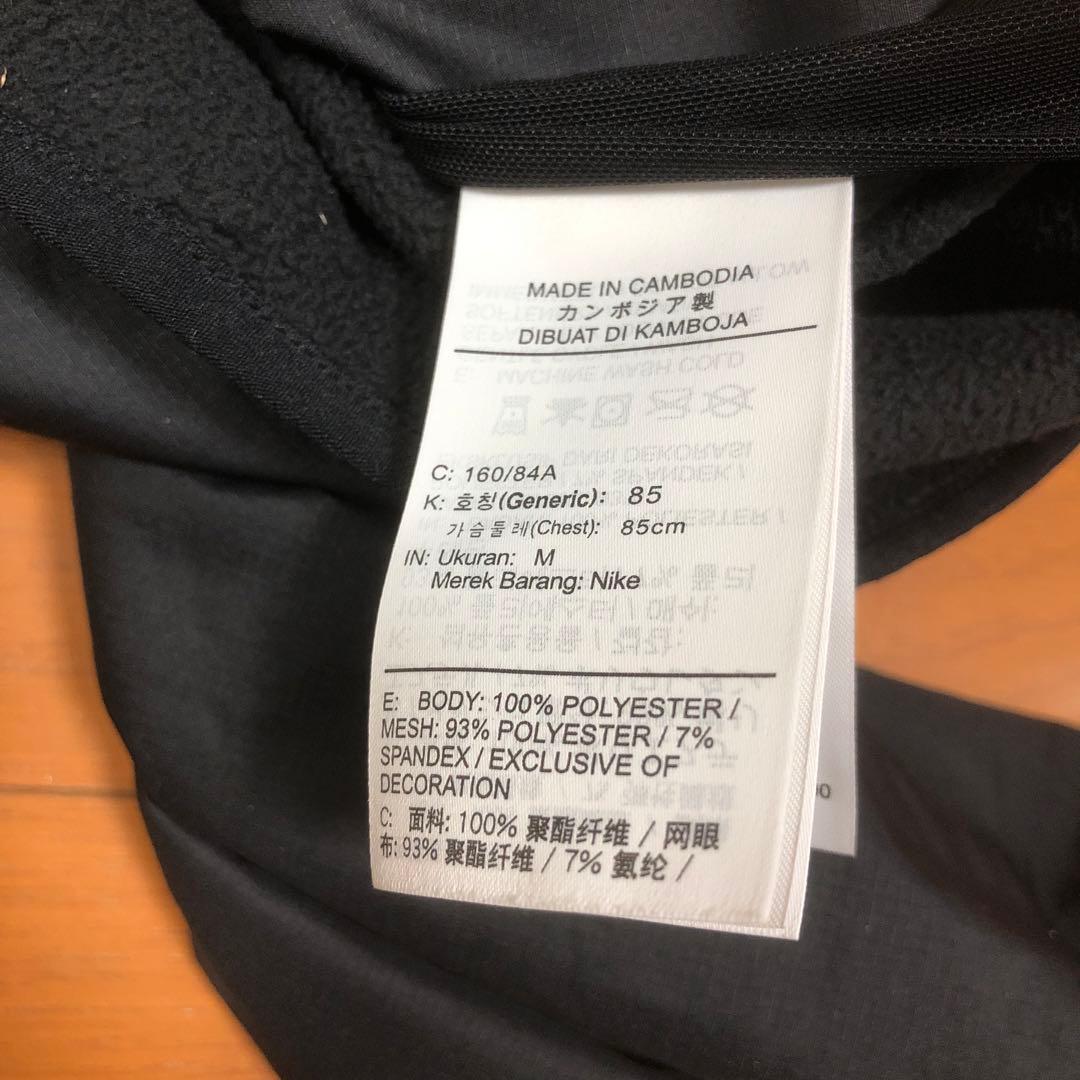 MADE IN CAMBODIA
カンボジア製
DIBUAT DI KAMBOJA
C: 160/84A
K: 호칭(Generic): 85
가슴둘레(Chest): 85cm
IN: Ukuran: M
Merek Barang: Nike
E: BODY: 100% POLYESTER /
MESH: 93% POLYESTER / 7%
SPANDEX / EXCLUSIVE OF
DECORATION
C: 面料: 100% 聚酯纤维 / 网眼
布: 93% 聚酯纤维 / 7% 氨纶 /